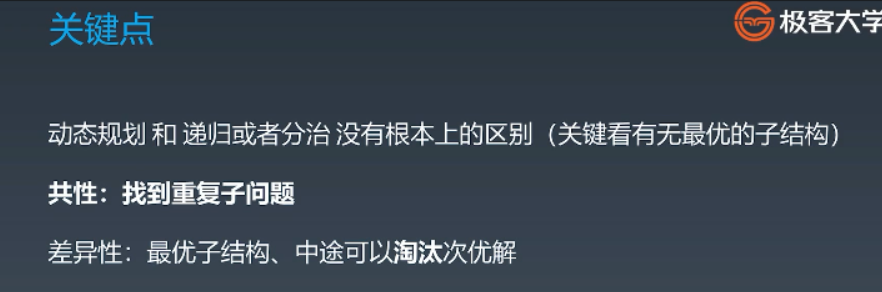 关键点
极客大学
动态规划 和 递归或者分治 没有根本上的区别（关键看有无最优的子结构）
共性：找到重复子问题
差异性：最优子结构、中途可以淘汰次优解